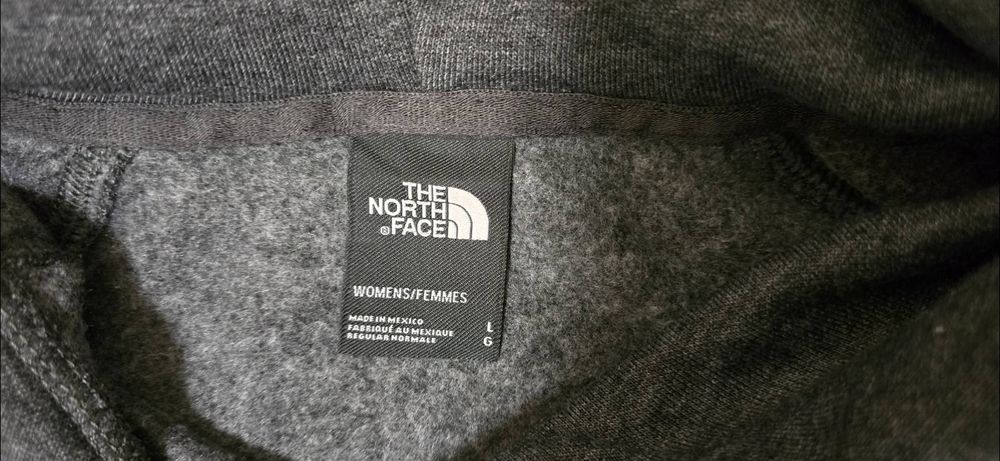 THE
NORTH
FACE
WOMENS/FEMMES
MADE IN MEXICO
FABRIQUÉ AU MEXIQUE
REGULAR NORMALE
L
G